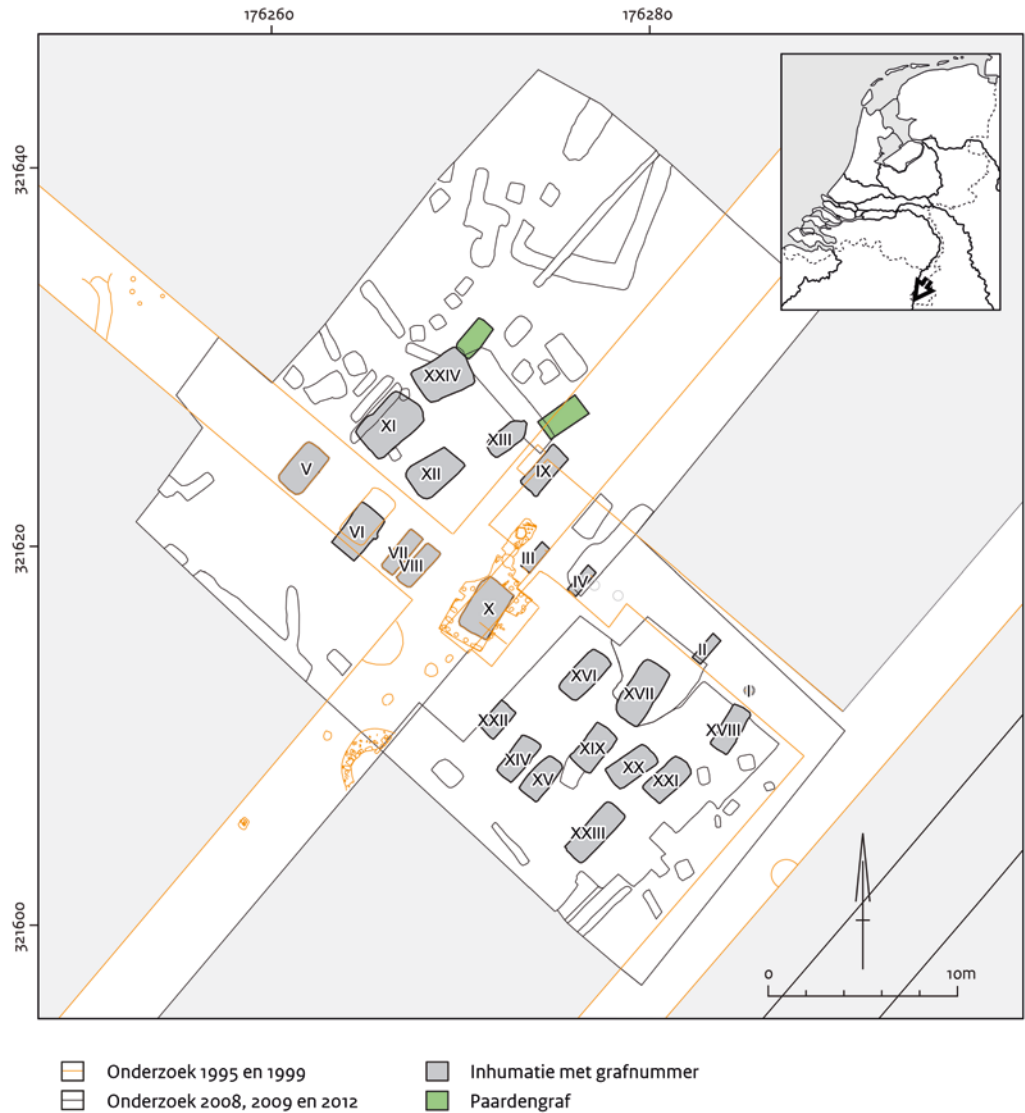 176260
176280
321640
321620
321600
XXIV
XI
XIII
XII
IX
V
VI
VII
VIII
III
IV
X
II
I
XVI
XVII
XXII
XVIII
XIV
XIX
XV
XX
XXI
XXIII
0
10m
Onderzoek 1995 en 1999
Onderzoek 2008, 2009 en 2012
Inhumatie met grafnummer
Paardengraf